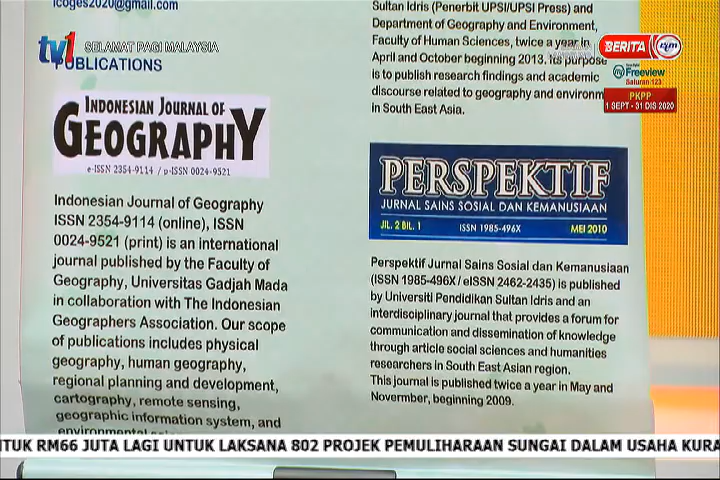 icoges2020@gmail.com
tv1
SELAMAT PAGI MALAYSIA
PUBLICATIONS
INDONESIAN JOURNAL OF
GEOGRAPHY
e-ISSN 2354-9114 / p-ISSN 0024-9521
Indonesian Journal of Geography
ISSN 2354-9114 (online), ISSN
0024-9521 (print) is an international
journal published by the Faculty of
Geography, Universitas Gadjah Mada
in collaboration with The Indonesian
Geographers Association. Our scope
of publications includes physical
geography, human geography,
regional planning and development,
cartography, remote sensing,
geographic information system, and
environmental
Sultan Idris (Penerbit UPSI/UPSI Press) and
Department of Geography and Environment,
Faculty of Human Sciences, twice a year in
April and October beginning 2013. Its purpose
is to publish research findings and academic
discourse related to geography and environm
in South East Asia.
PERSPEKTIF
JURNAL SAINS SOSIAL DAN KEMANUSIAAN
JIL. 2 BIL. 1 ISSN 1985-496X MEI 2010
Perspektif Jurnal Sains Sosial dan Kemanusiaan
(ISSN 1985-496X / eISSN 2462-2435) is published
by Universiti Pendidikan Sultan Idris and an
interdisciplinary journal that provides a forum for
communication and dissemination of knowledge
through article social sciences and humanities
researchers in South East Asian region.
This journal is published twice a year in May and
Novermber, beginning 2009.
BERITA rtm
Freeview
Saluran 123
PKPP
1 SEPT - 31 DIS 2020
NTUK RM66 JUTA LAGI UNTUK LAKSANA 802 PROJEK PEMULIHARAAN SUNGAI DALAM USAHA KURA